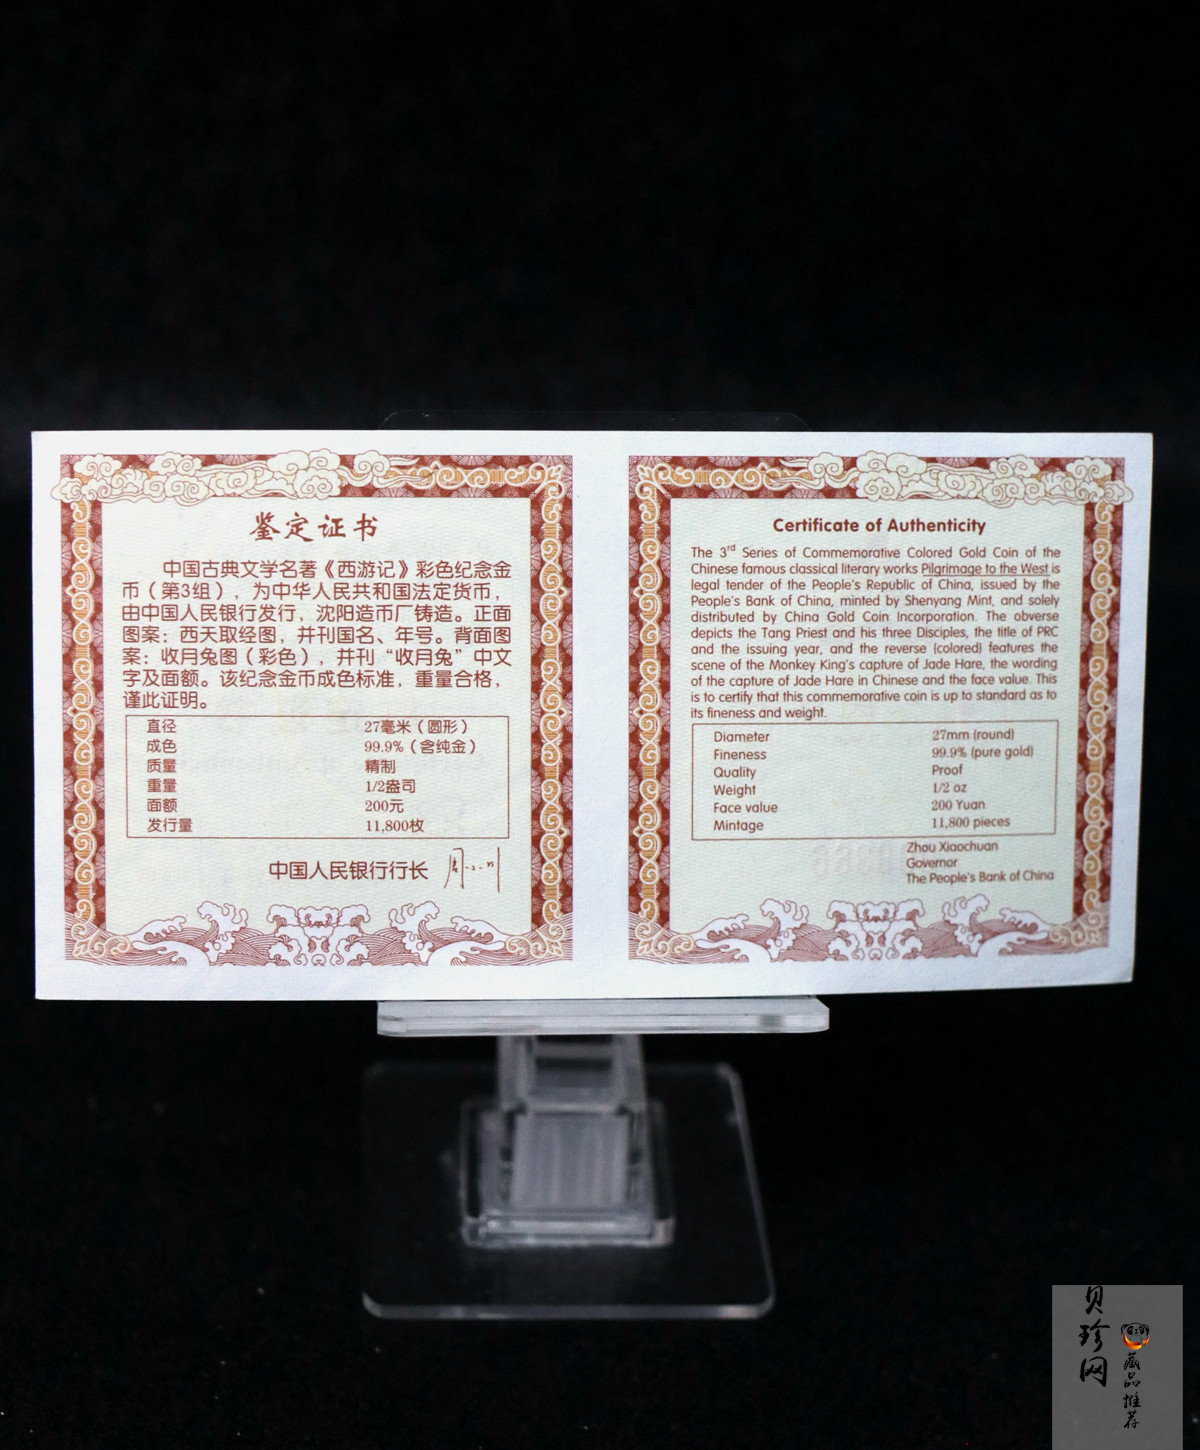 鉴定证书
中国古典文学名著《西游记》彩色纪念金
币（第3组），为中华人民共和国法定货币，
由中国人民银行发行，沈阳造币厂铸造。正面
图案：西天取经图，并刊国名、年号。背面图
案：收月兔图（彩色），并刊“收月兔”中文
字及面额。该纪念金币成色标准，重量合格，
谨此证明。
直径 27毫米（圆形）
成色 99.9%（含纯金）
质量 精制
重量 1/2盎司
面额 200元
发行量 11,800枚
中国人民银行行长
Certificate of Authenticity
The 3rd Series of Commemorative Colored Gold Coin of the
Chinese famous classical literary works Pilgrimage to the West is
legal tender of the People's Republic of China, issued by the
People's Bank of China, minted by Shenyang Mint, and solely
distributed by China Gold Coin Incorporation. The obverse
depicts the Tang Priest and his three Disciples, the title of PRC
and the issuing year, and the reverse (colored) features the
scene of the Monkey King's capture of Jade Hare, the wording
of the capture of Jade Hare in Chinese and the face value. This
is to certify that this commemorative coin is up to standard as to
its fineness and weight.
Diameter 27mm (round)
Fineness 99.9% (pure gold)
Quality Proof
Weight 1/2 oz
Face value 200 Yuan
Mintage 11,800 pieces
Zhou Xiaochuan
Governor
The People's Bank of China
贝珍网
藏品推荐